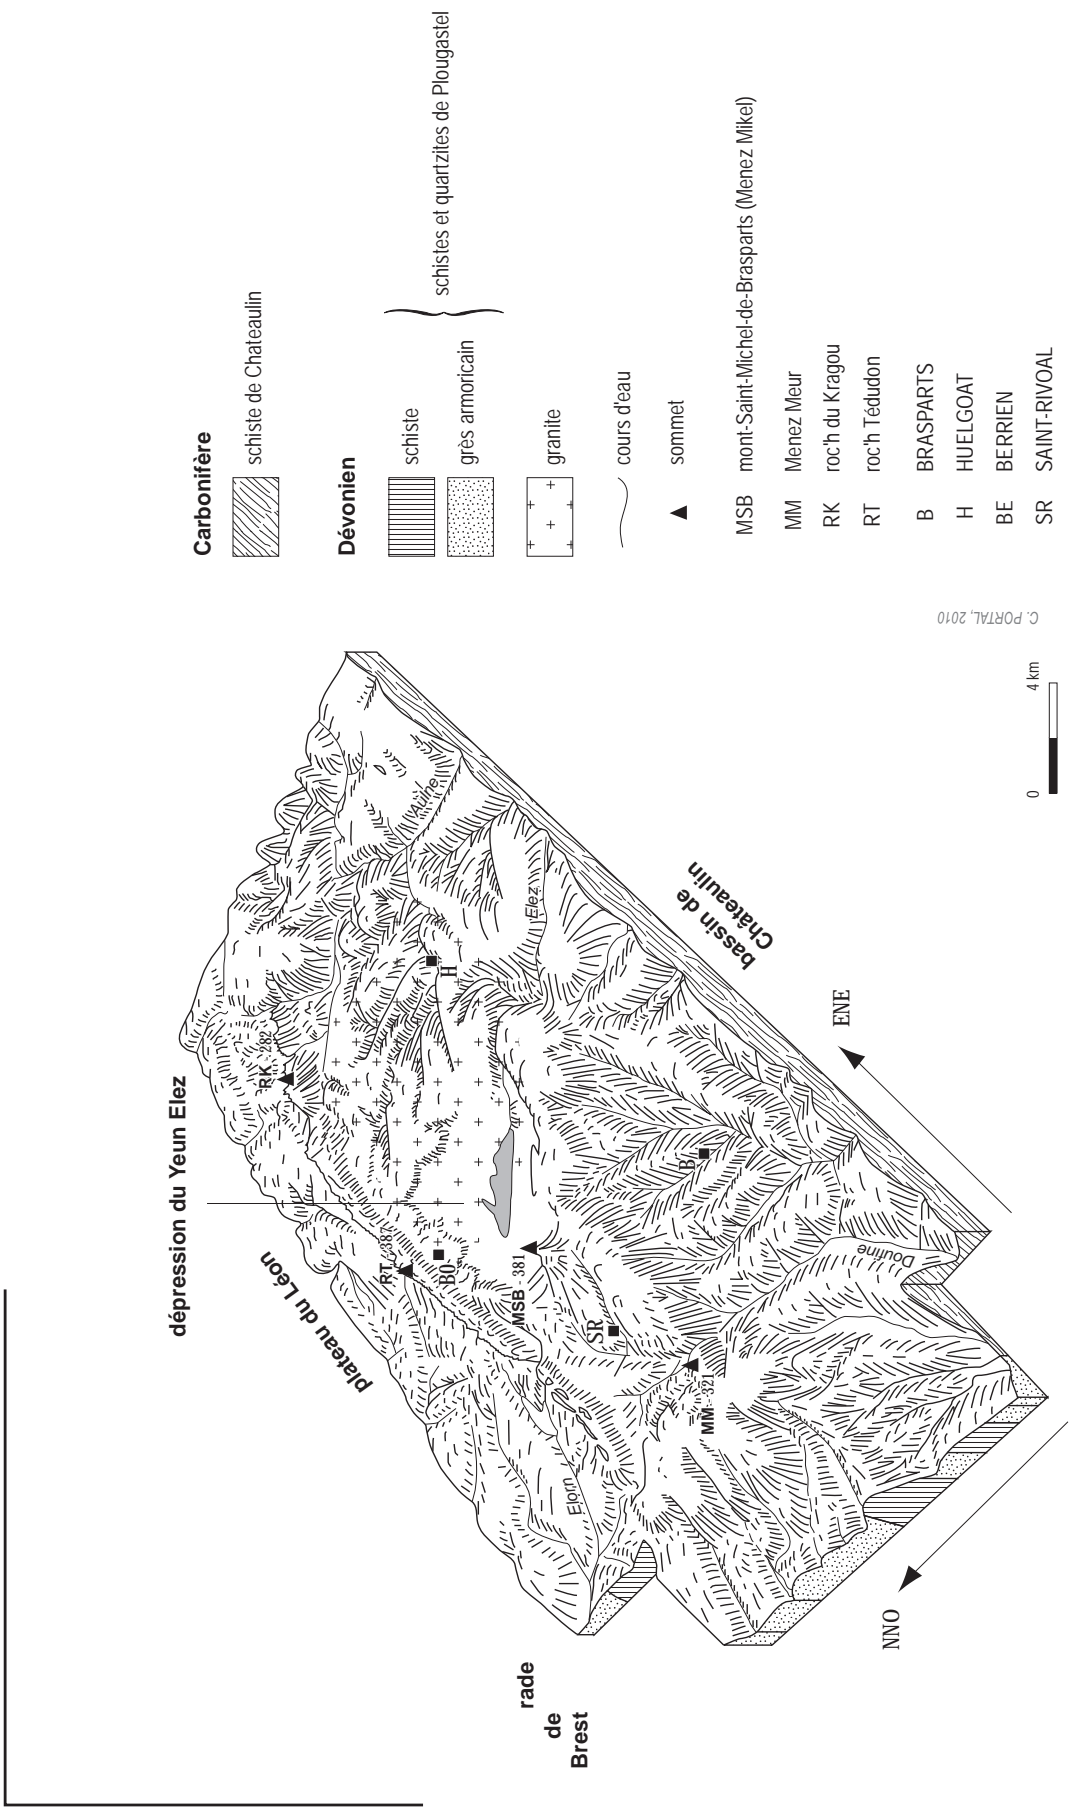 dépression du Yeun Elez
plateau du Léon
RK - 282
RT - 387
BO
MSB - 381
SR
MM - 321
H
B
Aulne
Elez
Elorn
Doufine
rade
de
Brest
bassin de
Châteaulin
NNO
ENE
0 4 km
C. PORTAL, 2010
Carbonifère
schiste de Chateaulin
Dévonien
schiste
grès armoricain
schistes et quartzites de Plougastel
granite
cours d'eau
sommet
MSB mont-Saint-Michel-de-Brasparts (Menez Mikel)
MM Menez Meur
RK roc'h du Kragou
RT roc'h Tédudon
B BRASPARTS
H HUELGOAT
BE BERRIEN
SR SAINT-RIVOAL